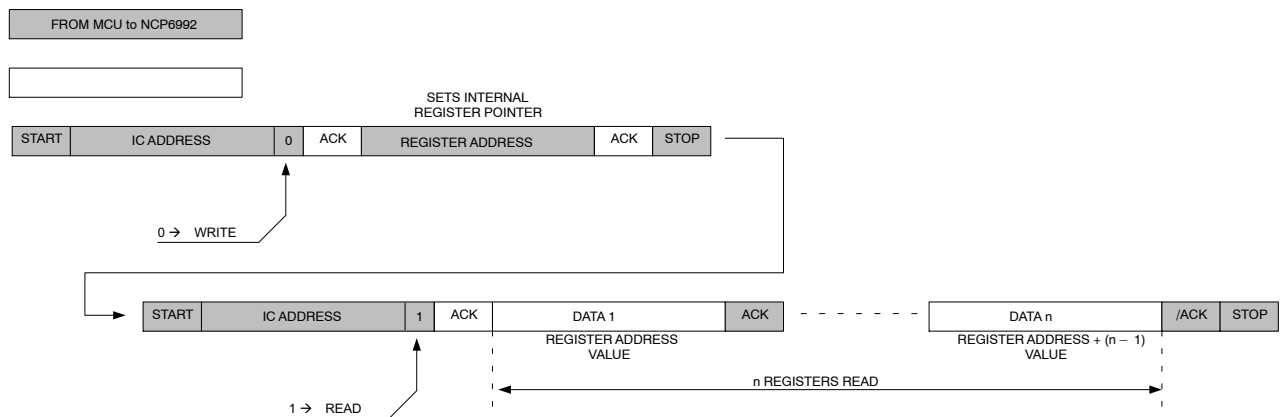 FROM MCU to NCP6992
SETS INTERNAL
REGISTER POINTER
START IC ADDRESS 0 ACK REGISTER ADDRESS ACK STOP
0 → WRITE
START IC ADDRESS 1 ACK DATA 1 ACK DATA n /ACK STOP
REGISTER ADDRESS
VALUE
REGISTER ADDRESS + (n − 1)
VALUE
n REGISTERS READ
1 → READ